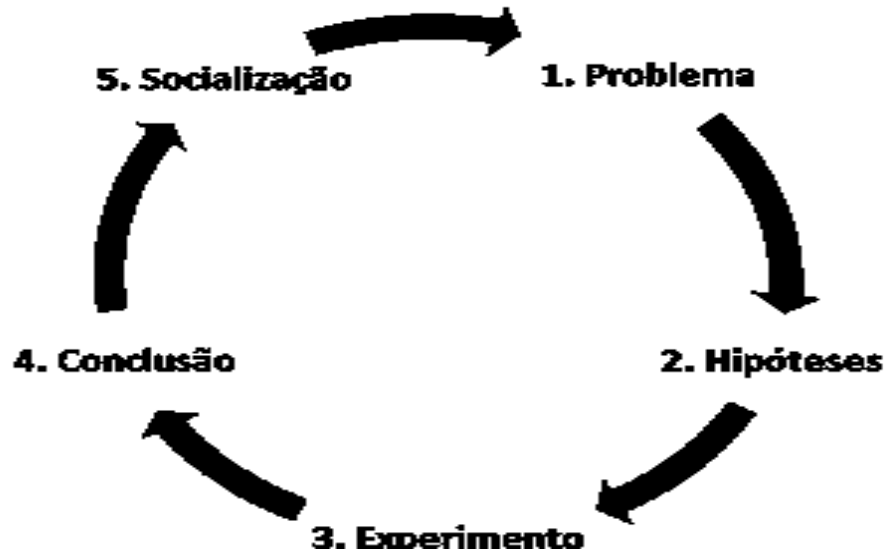 1. Problema
2. Hipóteses
3. Experimento
4. Conclusão
5. Socialização